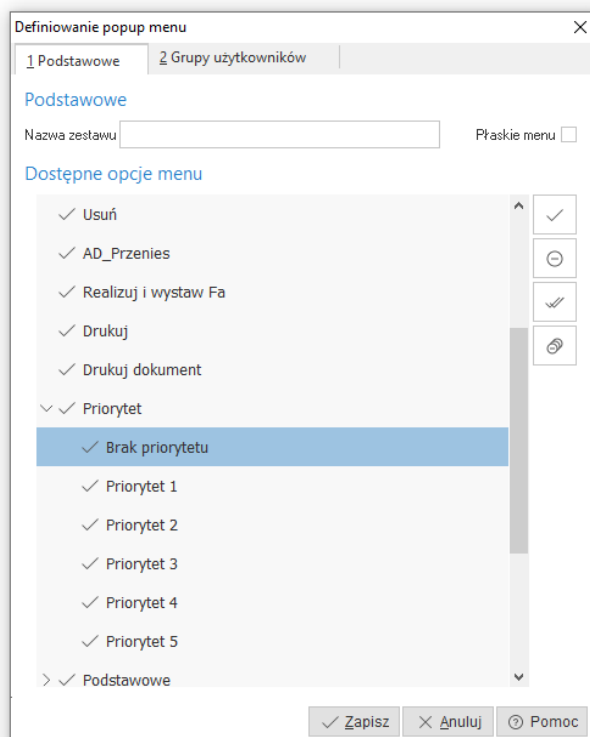 Definiowanie popup menu
1 Podstawowe
2 Grupy użytkowników
Podstawowe
Nazwa zestawu
Płaskie menu
Dostępne opcje menu
Usuń
AD_Przenies
Realizuj i wystaw Fa
Drukuj
Drukuj dokument
Priorytet
Brak priorytetu
Priorytet 1
Priorytet 2
Priorytet 3
Priorytet 4
Priorytet 5
Podstawowe
Zapisz
Anuluj
Pomoc